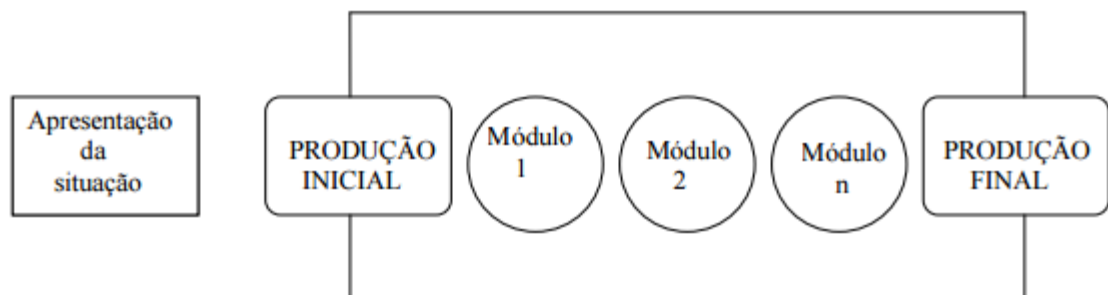 Apresentação
da
situação
PRODUÇÃO
INICIAL
Módulo
1
Módulo
2
Módulo
n
PRODUÇÃO
FINAL